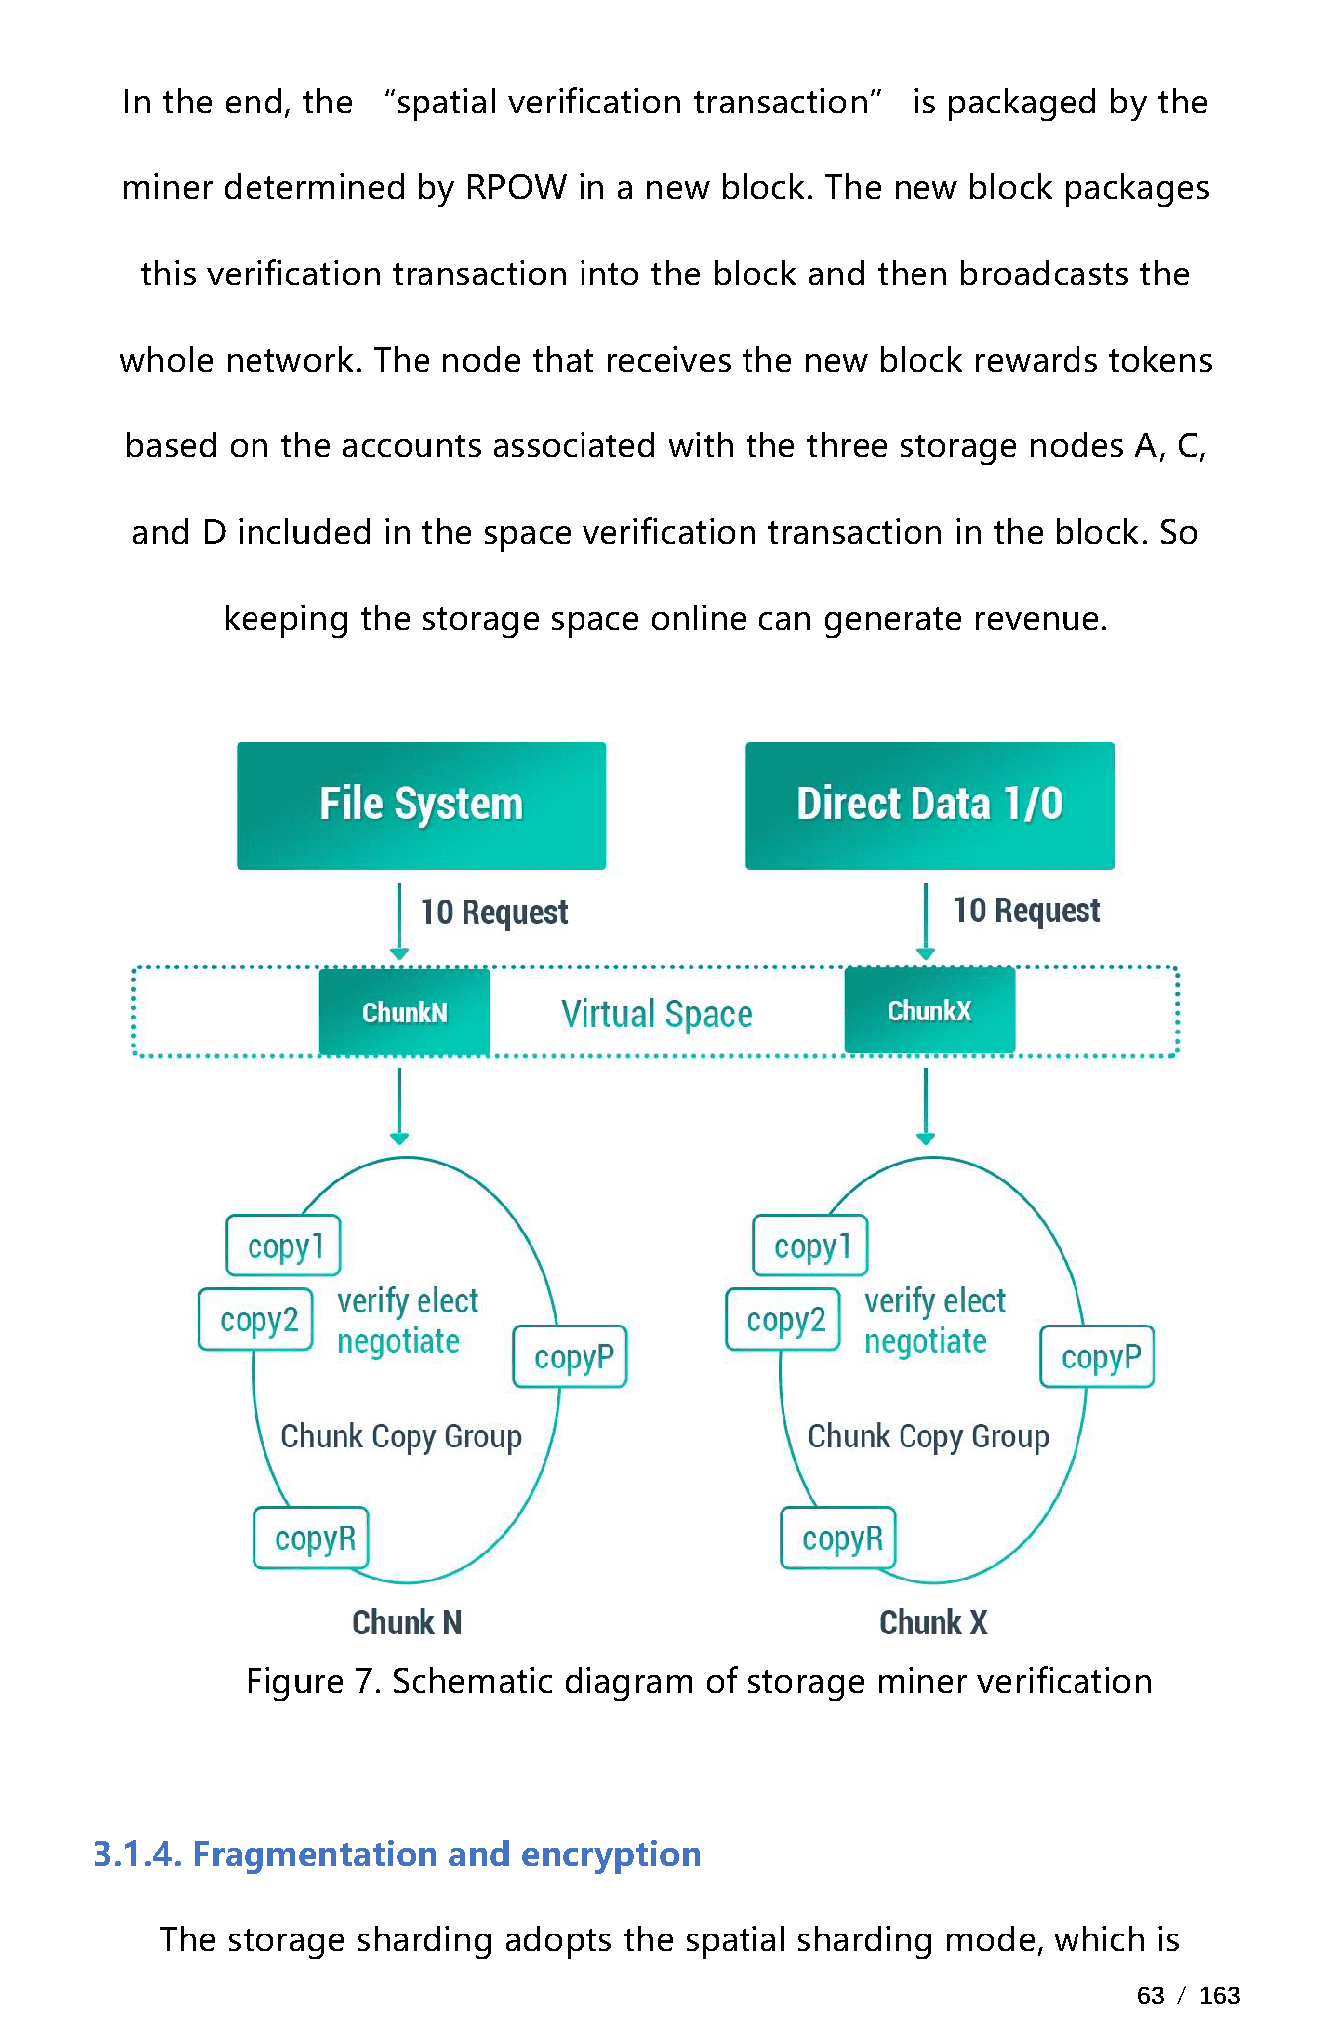 In the end, the “spatial verification transaction” is packaged by the
miner determined by RPOW in a new block. The new block packages
this verification transaction into the block and then broadcasts the
whole network. The node that receives the new block rewards tokens
based on the accounts associated with the three storage nodes A, C,
and D included in the space verification transaction in the block. So
keeping the storage space online can generate revenue.
File System
Direct Data 1/0
10 Request
10 Request
ChunkN
Virtual Space
ChunkX
copy1
copy2
verify elect
negotiate
copyP
Chunk Copy Group
copyR
Chunk N
copy1
copy2
verify elect
negotiate
copyP
Chunk Copy Group
copyR
Chunk X
Figure 7. Schematic diagram of storage miner verification
3.1.4. Fragmentation and encryption
The storage sharding adopts the spatial sharding mode, which is
63 / 163